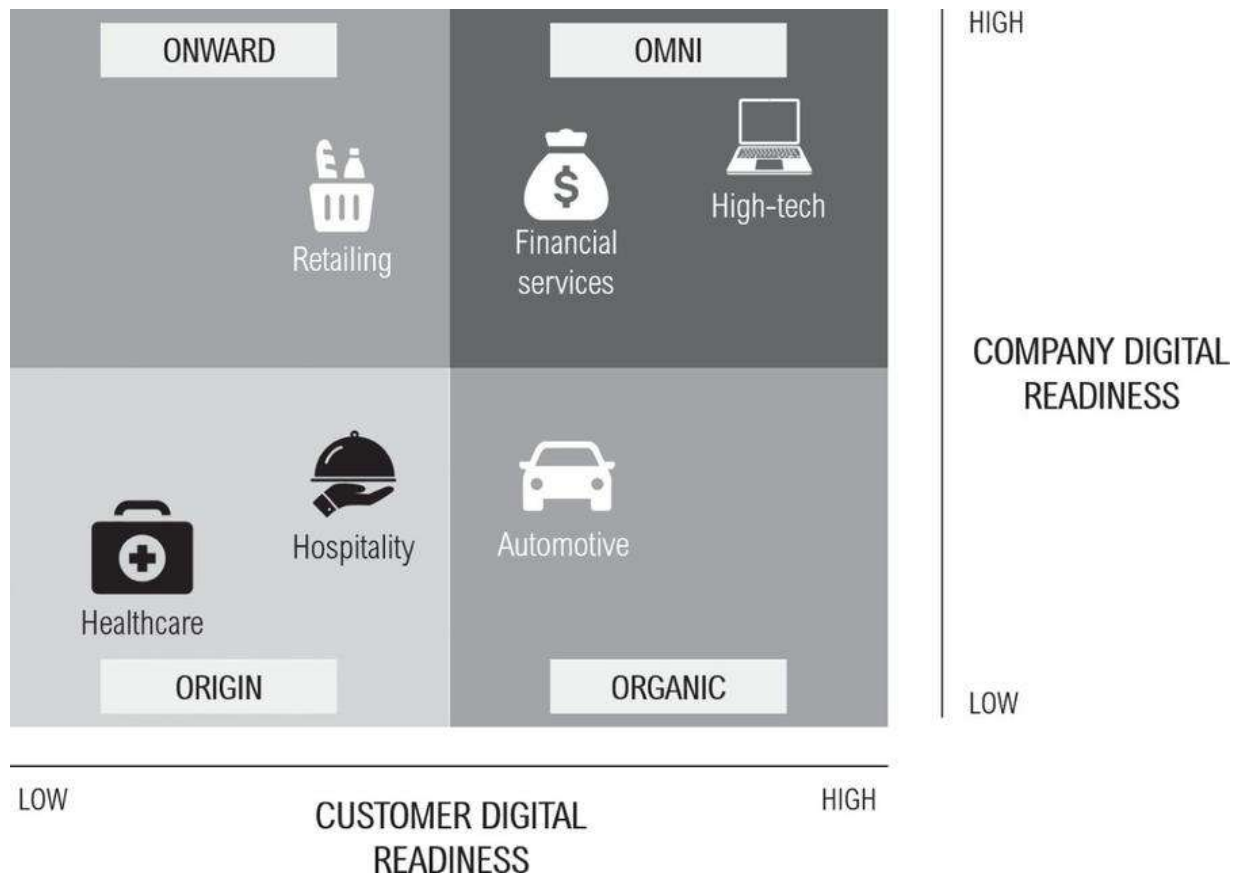 ONWARD
OMNI
HIGH
$
High-tech
Retailing
Financial
services
COMPANY DIGITAL
READINESS
Hospitality
Automotive
Healthcare
ORIGIN
ORGANIC
LOW
LOW
HIGH
CUSTOMER DIGITAL
READINESS